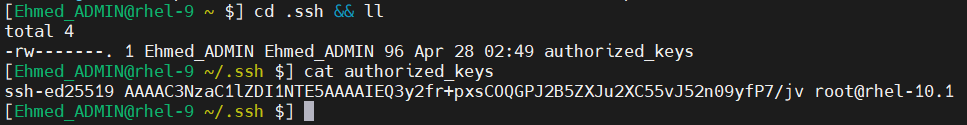 [Ehmed_ADMIN@rhel-9 ~ $] cd .ssh && ll
total 4
-rw-------. 1 Ehmed_ADMIN Ehmed_ADMIN 96 Apr 28 02:49 authorized_keys
[Ehmed_ADMIN@rhel-9 ~/.ssh $] cat authorized_keys
ssh-ed25519 AAAAC3NzaC1lZDI1NTE5AAAAIEQ3y2fr+pxsCOQGPJ2B5ZXJu2XC55vJ52n09yfP7/jv root@rhel-10.1
[Ehmed_ADMIN@rhel-9 ~/.ssh $]